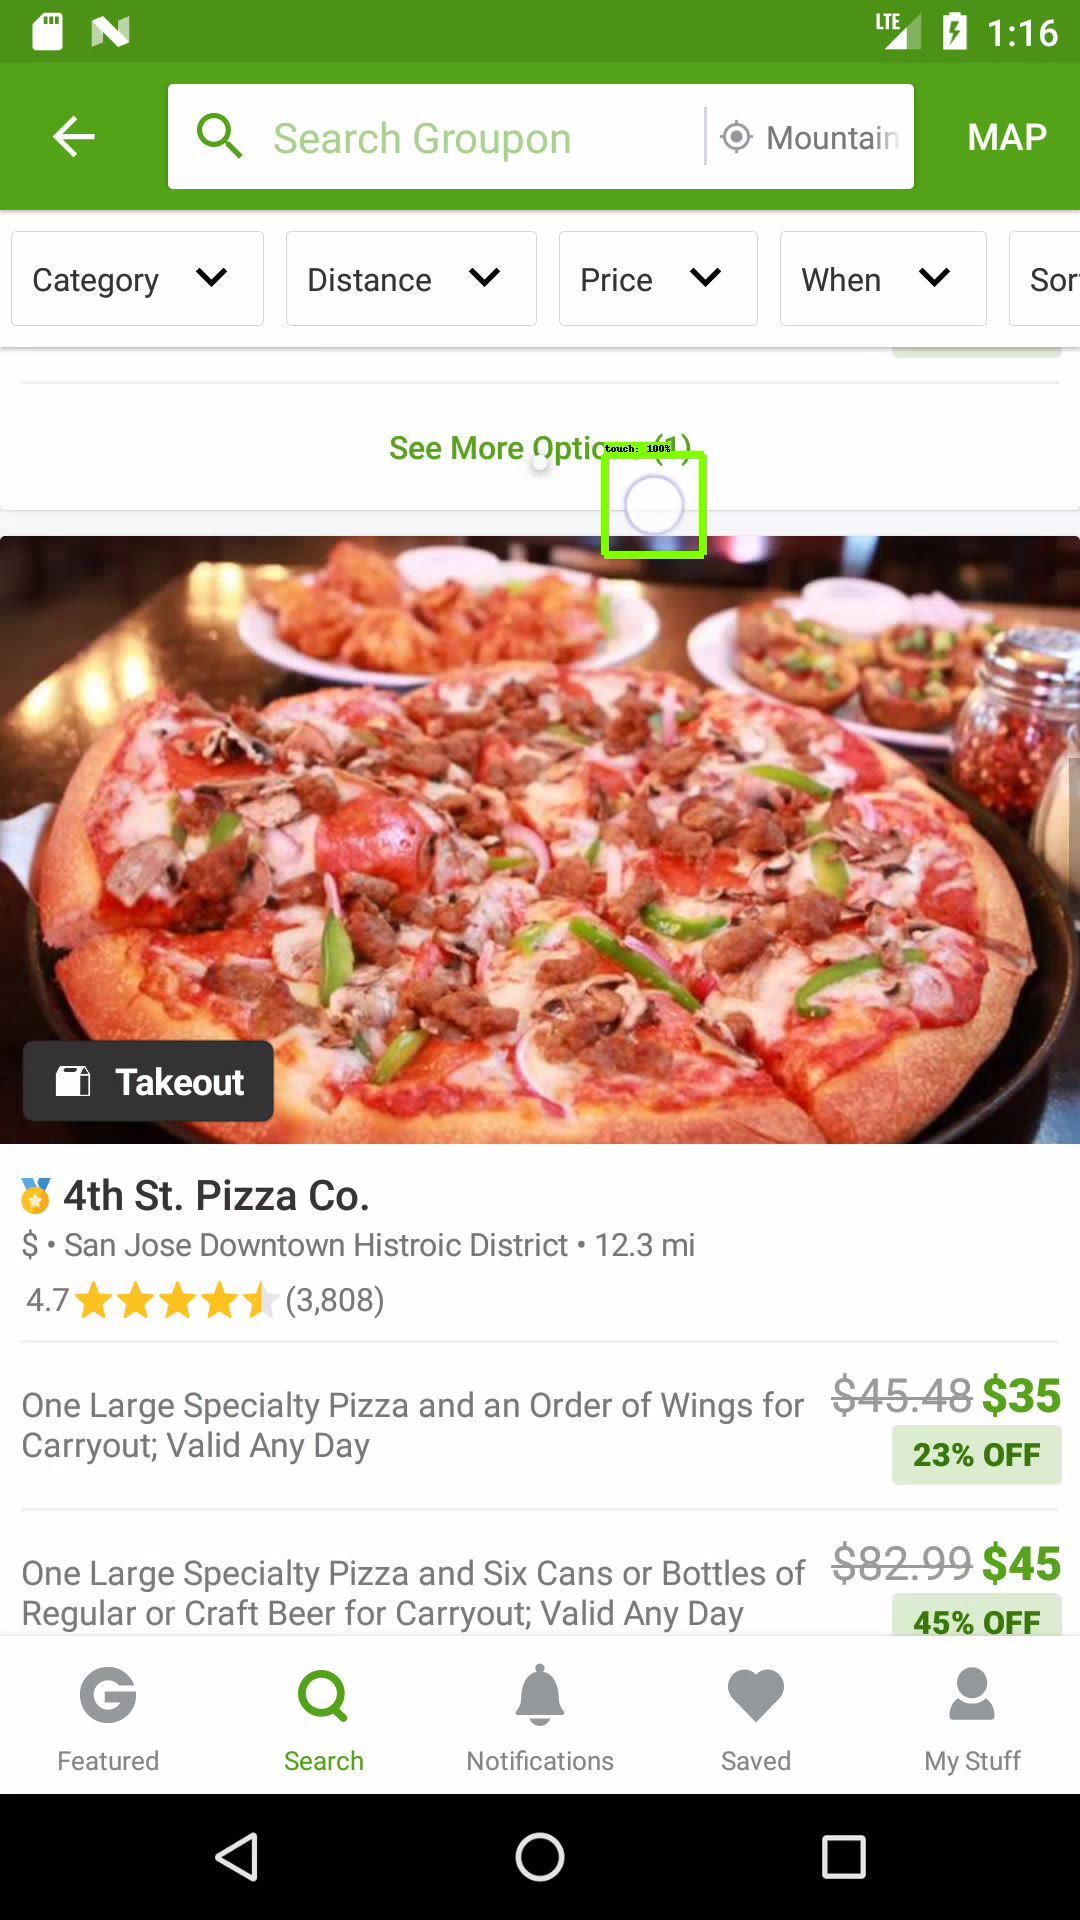 LTE 1:16
Search Groupon Mountain MAP
Category Distance Price When Sor
See More Optio (1)
touch: 100%
Takeout
4th St. Pizza Co.
$ • San Jose Downtown Histroic District • 12.3 mi
4.7 (3,808)
One Large Specialty Pizza and an Order of Wings for $45.48 $35
Carryout; Valid Any Day 23% OFF
One Large Specialty Pizza and Six Cans or Bottles of $82.99 $45
Regular or Craft Beer for Carryout; Valid Any Day 45% OFF
Featured Search Notifications Saved My Stuff